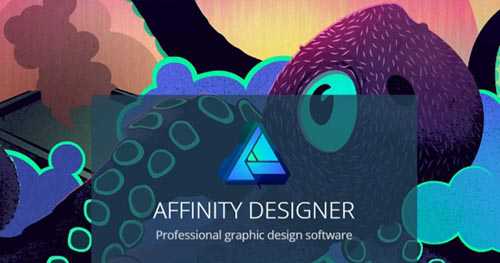 AFFINITY DESIGNER
Professional graphic design software